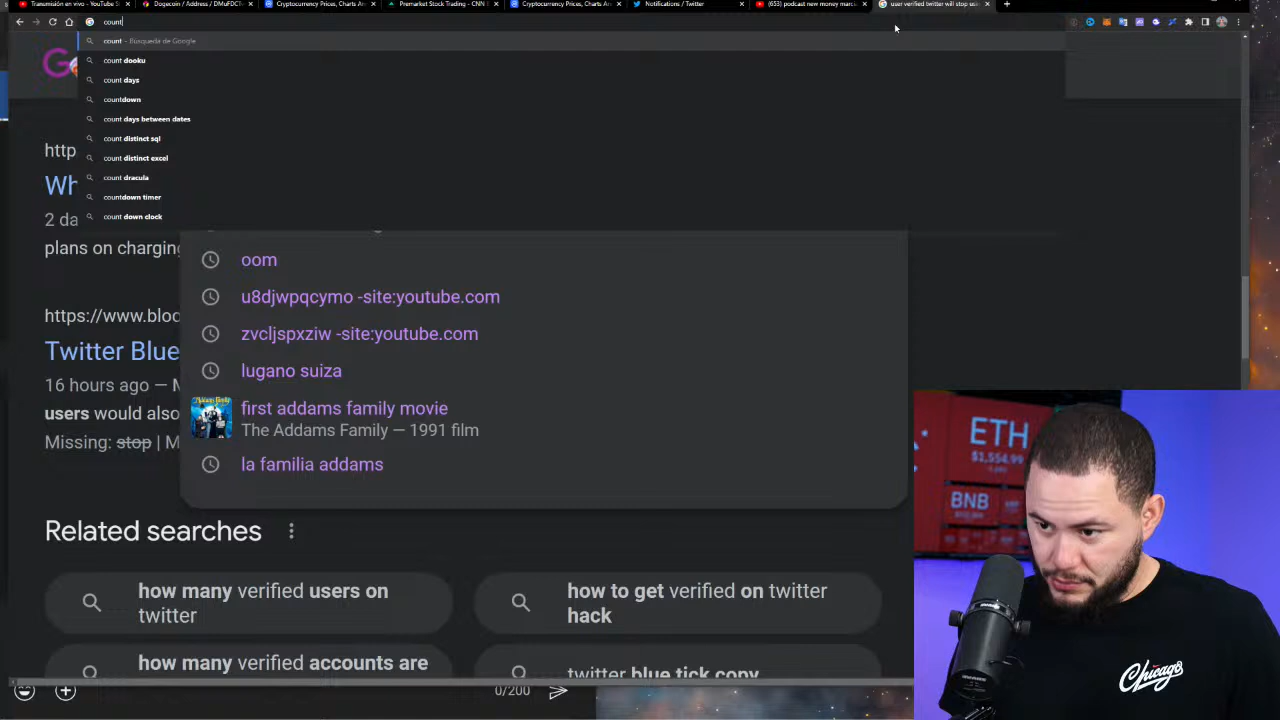 Transmisión en vivo - YouTube S
Dogecoin / Address / DMuFDCT
Cryptocurrency Prices, Charts An
Premarket Stock Trading - CNN
Cryptocurrency Prices, Charts An
Notifications / Twitter
(653) podcast new money marc
user verified twitter will stop usi
count
count – Búsqueda de Google
count dooku
count days
countdown
count days between dates
count distinct sql
count distinct excel
count dracula
countdown timer
count down clock
http
Wh
2 da
plans on charging
oom
u8djwpqcymo -site:youtube.com
https://www.bloc
zvcljspxziw -site:youtube.com
Twitter Blue
lugano suiza
16 hours ago —
users would also
first addams family movie
The Addams Family — 1991 film
Missing: stop | M
la familia addams
Related searches
how many verified users on
twitter
how to get verified on twitter
hack
how many verified accounts are
twitter blue tick copy
0/200
ETH
$1,554.99
BNB
Chicago